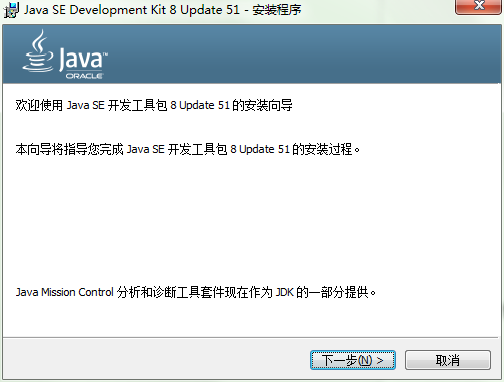 Java SE Development Kit 8 Update 51 - 安装程序
Java™
ORACLE
欢迎使用 Java SE 开发工具包 8 Update 51 的安装向导
本向导将指导您完成 Java SE 开发工具包 8 Update 51 的安装过程。
Java Mission Control 分析和诊断工具套件现在作为 JDK 的一部分提供。
下一步(N) > 取消